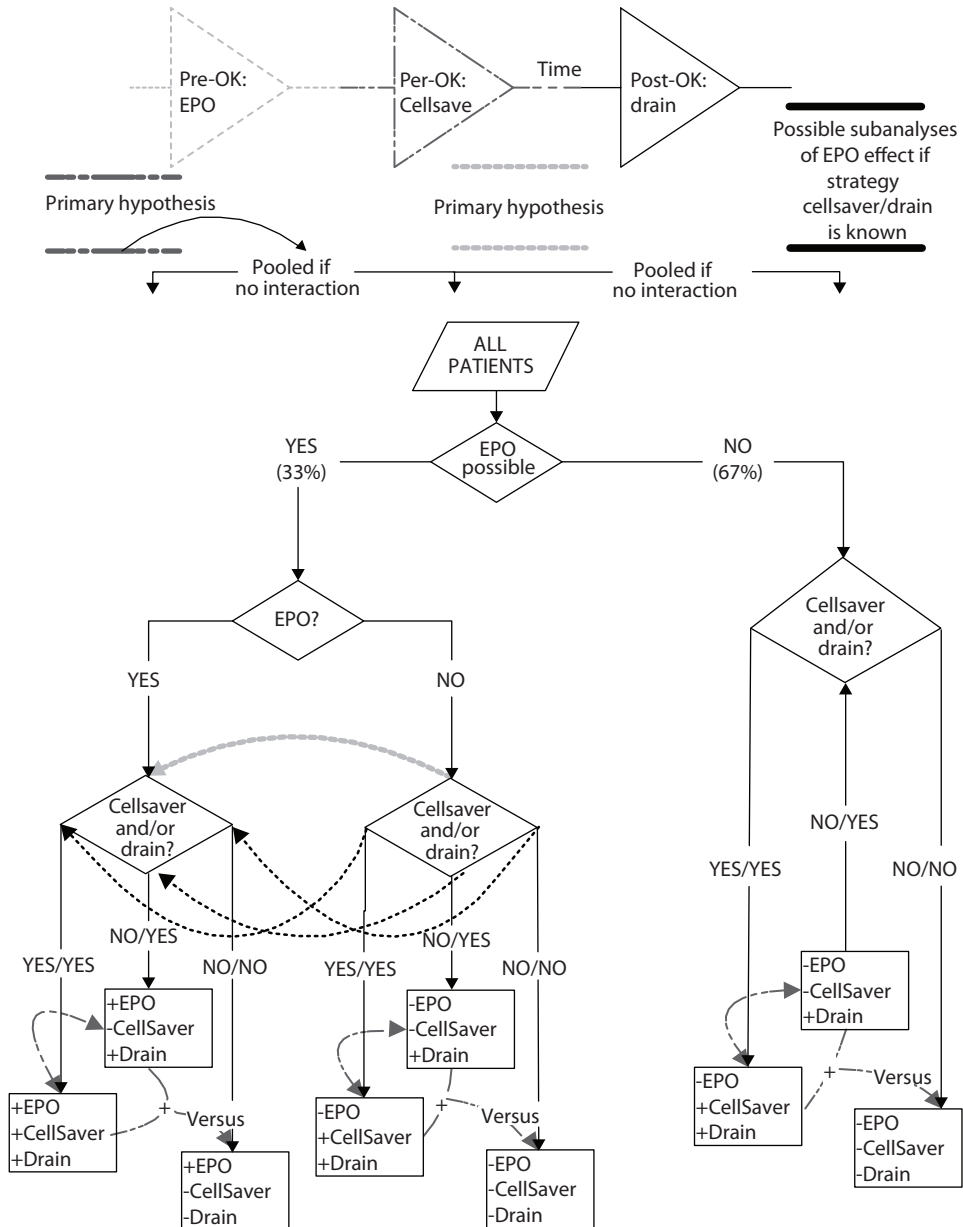 Pre-OK:
EPO
Per-OK:
Cellsave
Time
Post-OK:
drain
Possible subanalyses
of EPO effect if
strategy
cellsaver/drain
is known
Primary hypothesis
Primary hypothesis
Pooled if
no interaction
Pooled if
no interaction
ALL
PATIENTS
EPO
possible
YES
(33%)
NO
(67%)
EPO?
YES
NO
Cellsaver
and/or
drain?
Cellsaver
and/or
drain?
Cellsaver
and/or
drain?
YES/YES
NO/YES
NO/NO
YES/YES
NO/YES
NO/NO
YES/YES
NO/YES
NO/NO
+EPO
-CellSaver
+Drain
+EPO
+CellSaver
+Drain
+
Versus
+EPO
-CellSaver
-Drain
-EPO
-CellSaver
+Drain
-EPO
+CellSaver
+Drain
+
Versus
-EPO
-CellSaver
-Drain
-EPO
-CellSaver
+Drain
-EPO
+CellSaver
+Drain
+
Versus
-EPO
-CellSaver
-Drain